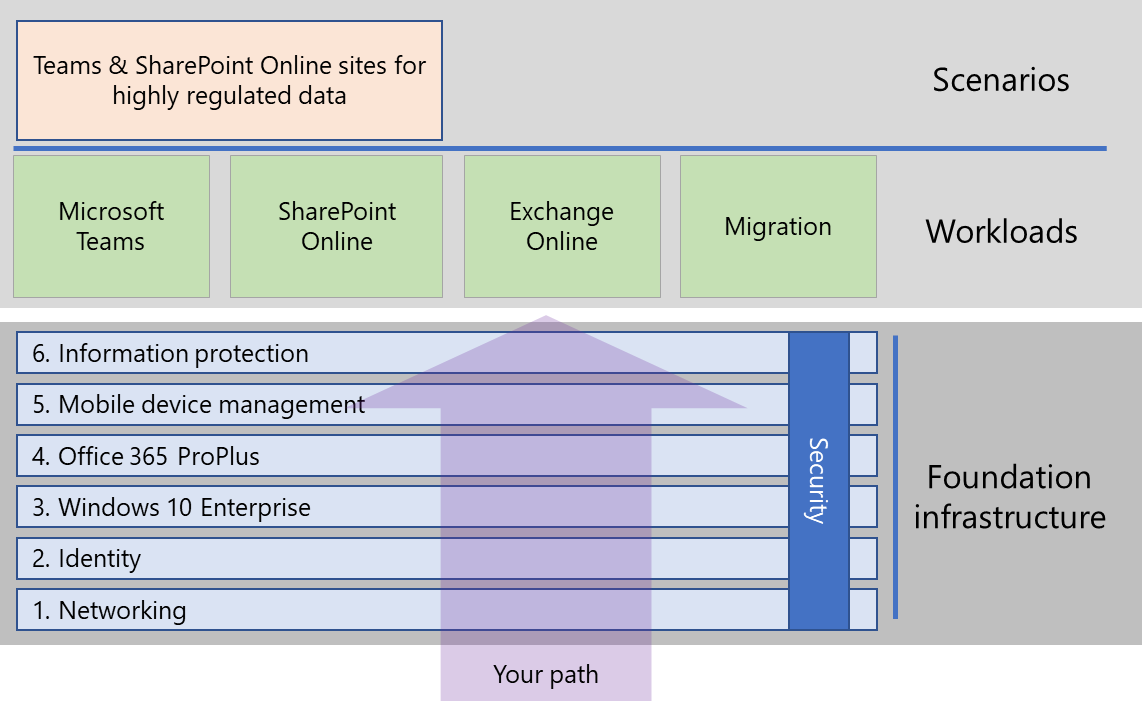 Teams & SharePoint Online sites for
highly regulated data
Scenarios
Microsoft
Teams
SharePoint
Online
Exchange
Online
Migration
Workloads
6. Information protection
5. Mobile device management
4. Office 365 ProPlus
3. Windows 10 Enterprise
2. Identity
1. Networking
Security
Foundation
infrastructure
Your path